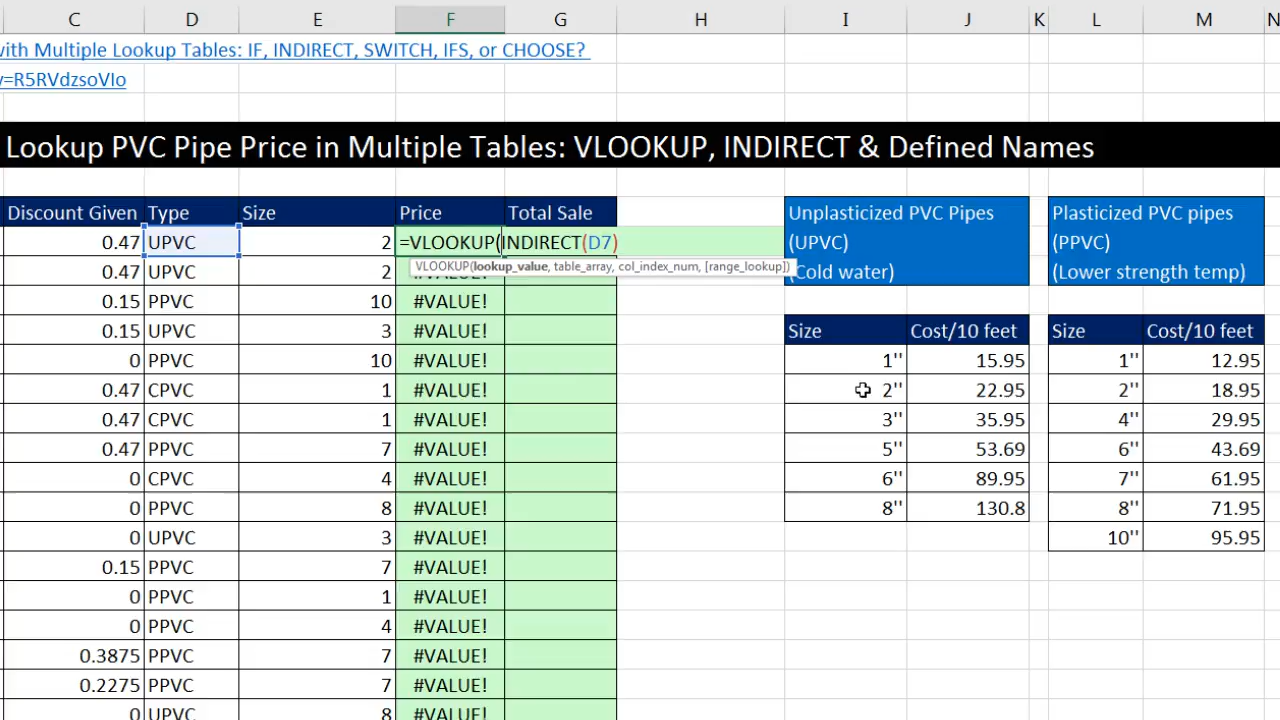 C D E F G H I J K L M N
with Multiple Lookup Tables: IF, INDIRECT, SWITCH, IFS, or CHOOSE?
v=R5RVdzsoVIo
Lookup PVC Pipe Price in Multiple Tables: VLOOKUP, INDIRECT & Defined Names
Discount Given Type Size Price Total Sale Unplasticized PVC Pipes Plasticized PVC pipes
0.47 UPVC 2 =VLOOKUP(INDIRECT(D7) (UPVC) (PPVC)
VLOOKUP(lookup_value, table_array, col_index_num, [range_lookup])
0.47 UPVC 2 #VALUE! (Cold water) (Lower strength temp)
0.15 PPVC 10 #VALUE!
0.15 UPVC 3 #VALUE! Size Cost/10 feet Size Cost/10 feet
0 PPVC 10 #VALUE! 1'' 15.95 1'' 12.95
0.47 CPVC 1 #VALUE! 2'' 22.95 2'' 18.95
0.47 CPVC 1 #VALUE! 3'' 35.95 4'' 29.95
0.47 PPVC 7 #VALUE! 5'' 53.69 6'' 43.69
0 CPVC 4 #VALUE! 6'' 89.95 7'' 61.95
0 PPVC 8 #VALUE! 8'' 130.8 8'' 71.95
0 UPVC 3 #VALUE! 10'' 95.95
0.15 PPVC 7 #VALUE!
0 PPVC 1 #VALUE!
0 PPVC 4 #VALUE!
0.3875 PPVC 7 #VALUE!
0.2275 PPVC 7 #VALUE!
0 UPVC 8 #VALUE!